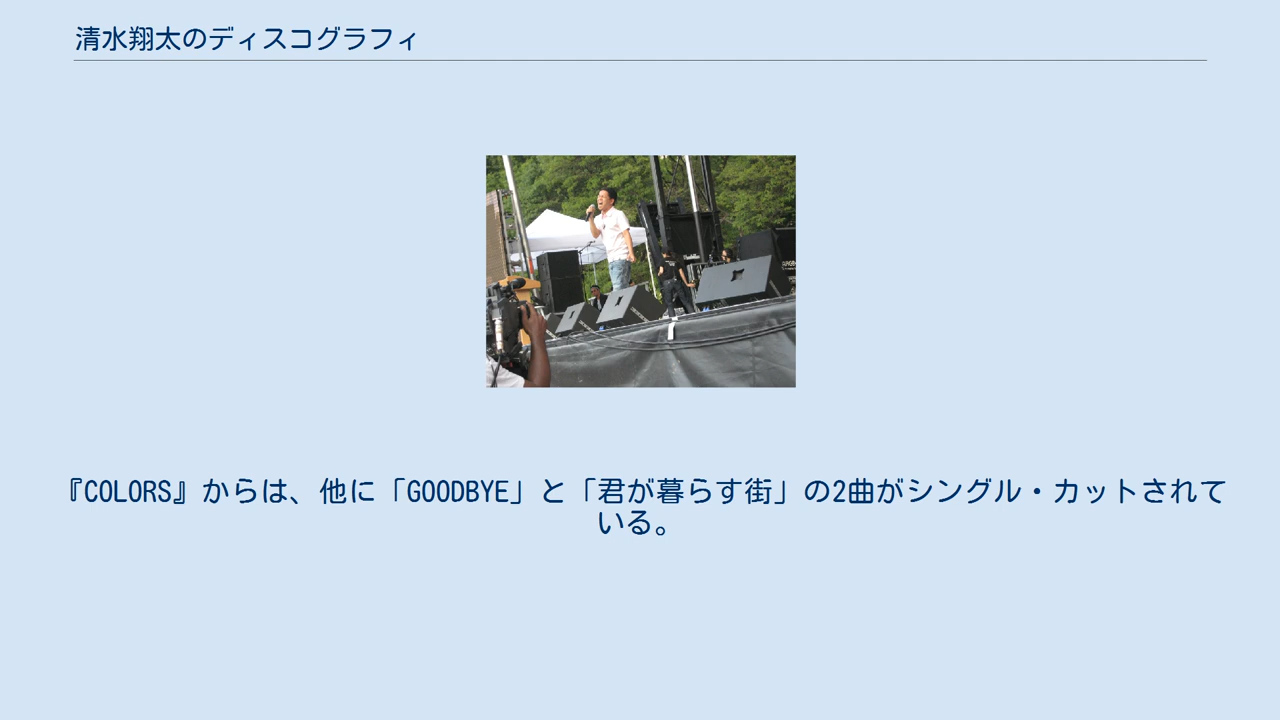 清水翔太のディスコグラフィ
『COLORS』からは、他に「GOODBYE」と「君が暮らす街」の2曲がシングル・カットされて
いる。